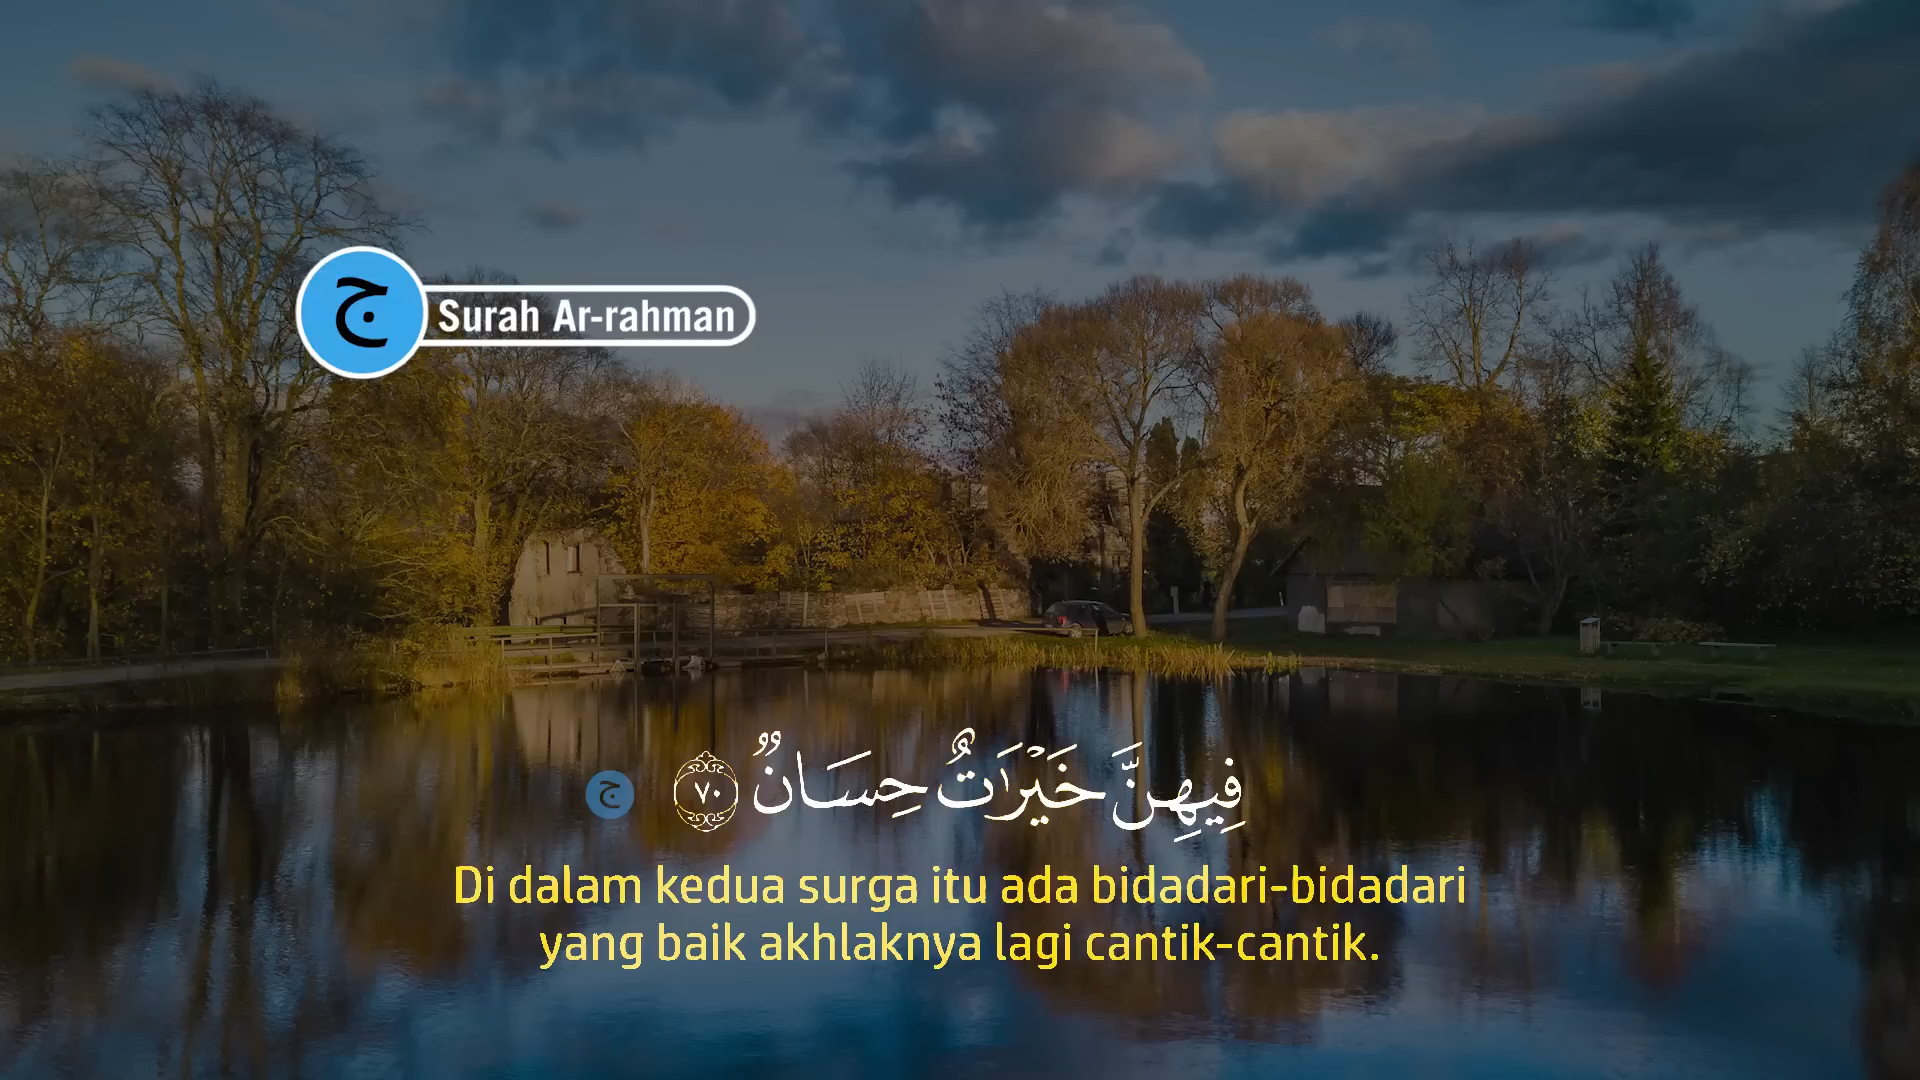 ج
Surah Ar-rahman
فِيهِنَّ خَيْرَٰتٌ حِسَانٌ ٧٠
ج
Di dalam kedua surga itu ada bidadari-bidadari
yang baik akhlaknya lagi cantik-cantik.